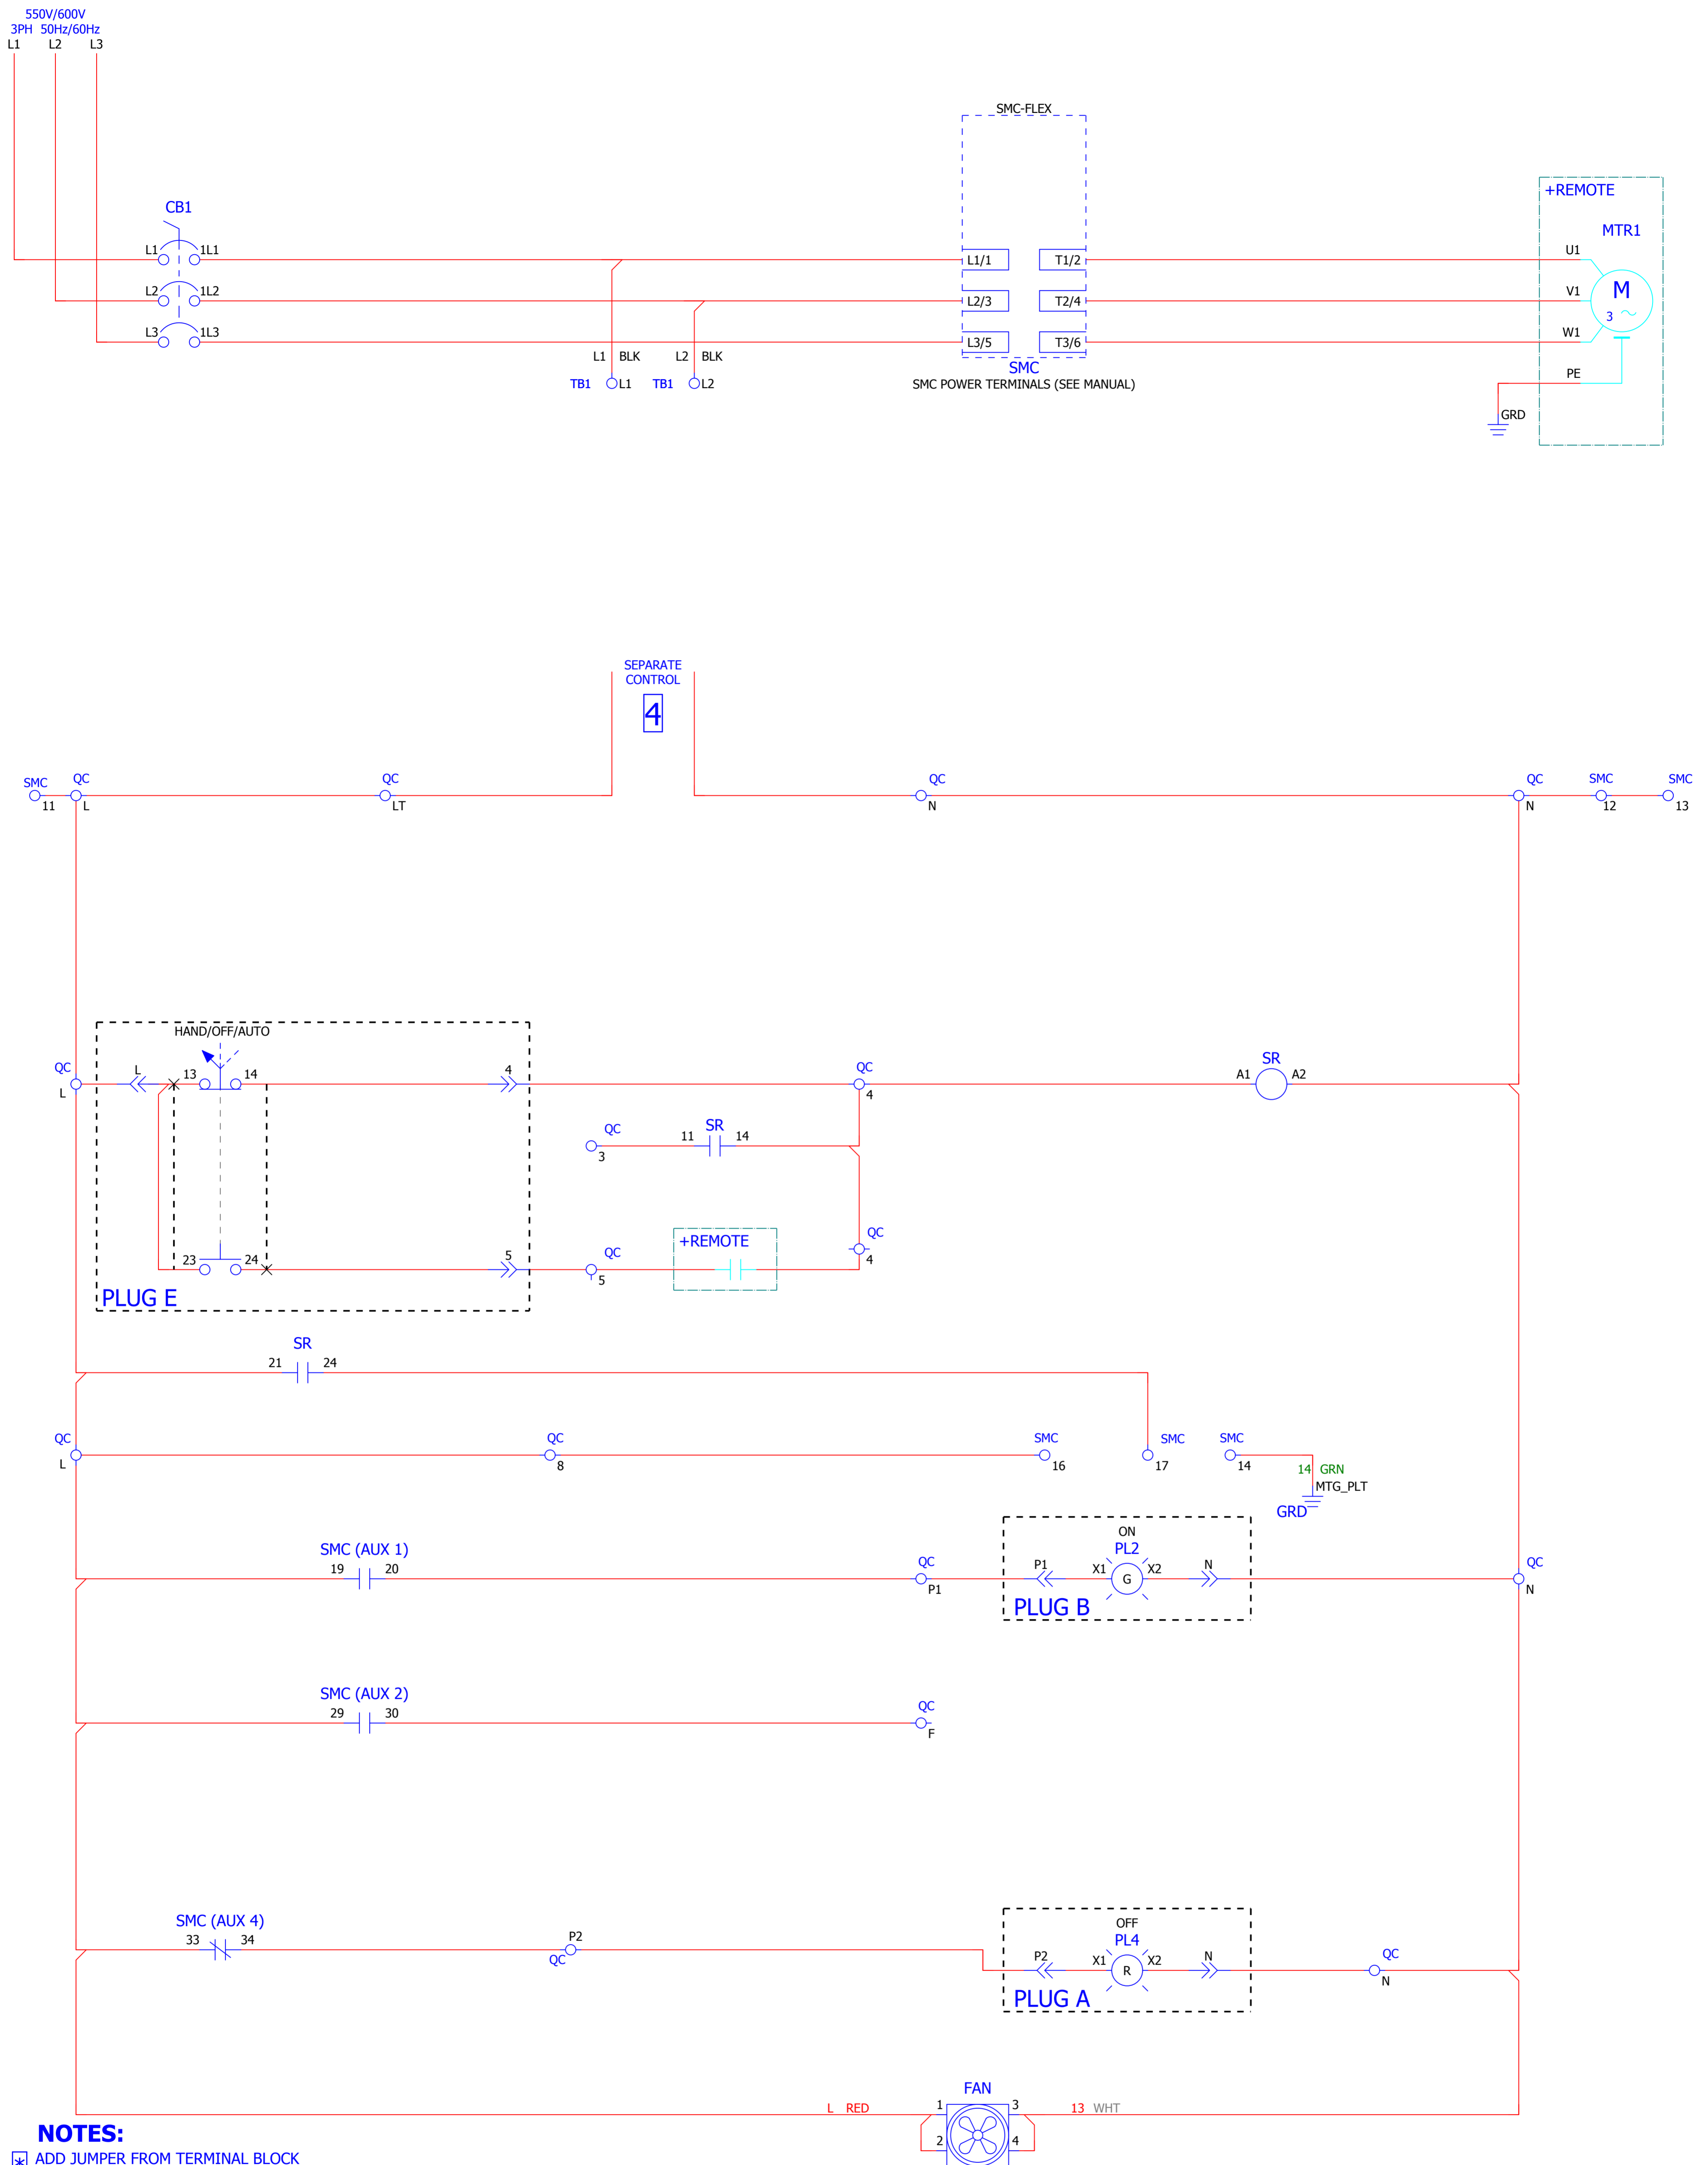 550V/600V
3PH 50Hz/60Hz
L1 L2 L3
SMC-FLEX
+REMOTE
CB1
MTR1
L1 1L1 L1/1 T1/2 U1
L2 1L2 L2/3 T2/4 V1 M
3
L3 1L3 L3/5 T3/6 W1
L1 BLK L2 BLK
SMC
PE
TB1 L1 TB1 L2
SMC POWER TERMINALS (SEE MANUAL)
GRD
SEPARATE
CONTROL
4
SMC QC QC QC QC SMC SMC
11 L LT N N 12 13
HAND/OFF/AUTO
QC L 13 14 4 QC SR
A1 A2
L 4
QC 11 SR 14
3
+REMOTE QC
23 24 5 QC 4
5
PLUG E
SR
21 24
QC QC SMC SMC SMC
L 8 16 17 14
14 GRN
MTG_PLT
GRD
ON
SMC (AUX 1) PL2
19 20 QC P1 X1 G X2 N QC
P1 N
PLUG B
SMC (AUX 2)
29 30 QC
F
SMC (AUX 4) OFF
33 34 P2 PL4
QC P2 X1 R X2 N QC
N
PLUG A
FAN
L RED 1 3 13 WHT
2 4
NOTES:
* ADD JUMPER FROM TERMINAL BLOCK